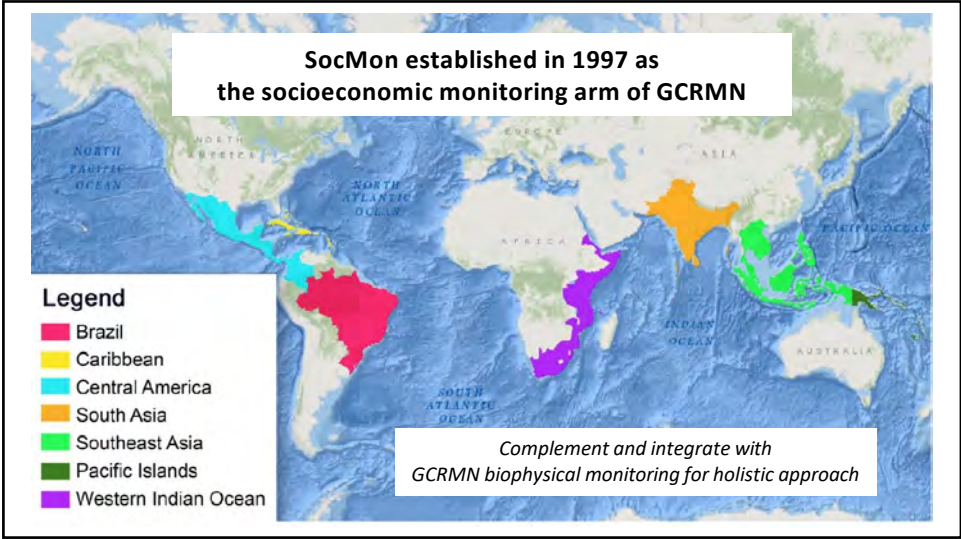 SocMon established in 1997 as
the socioeconomic monitoring arm of GCRMN
NORTH
AMERICA
EUROPE
ASIA
NORTH
PACIFIC
OCEAN
NORTH
ATLANTIC
OCEAN
PACIFIC OCEAN
AFRICA
INDIAN
OCEAN
AUSTRALIA
SOUTH
ATLANTIC
OCEAN
Legend
Brazil
Caribbean
Central America
South Asia
Southeast Asia
Pacific Islands
Western Indian Ocean
Complement and integrate with
GCRMN biophysical monitoring for holistic approach